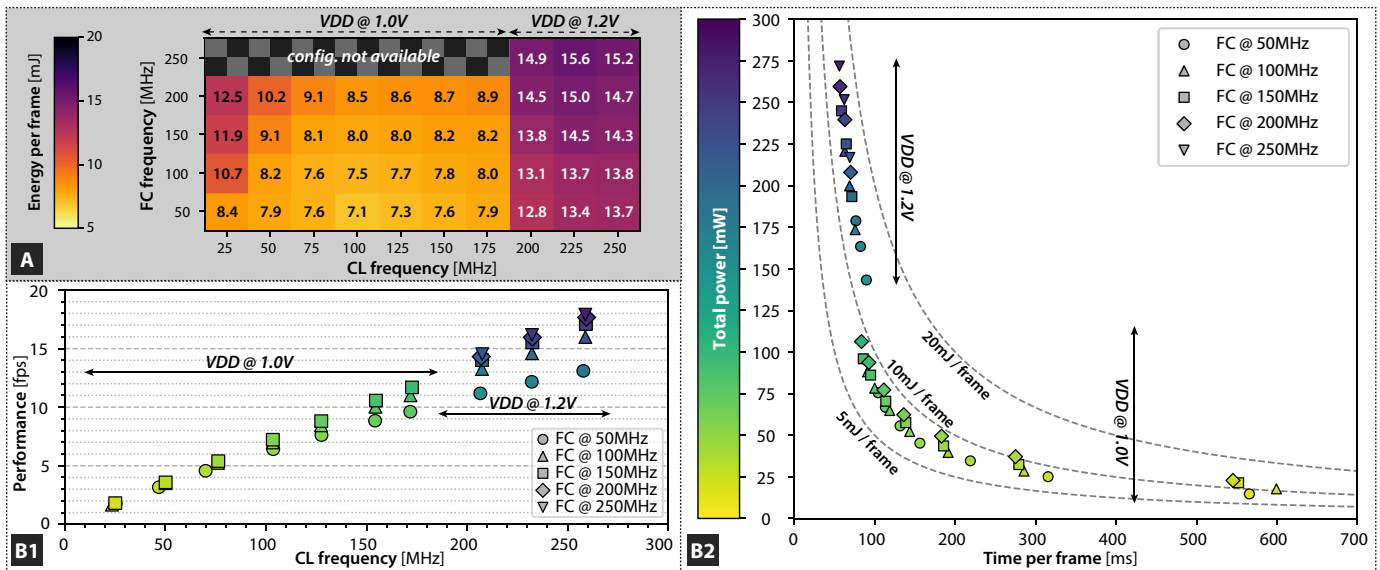 VDD @ 1.0V VDD @ 1.2V
Energy per frame [mJ]
20
15
10
5
FC frequency [MHz]
config. not available
250 14.9 15.6 15.2
200 12.5 10.2 9.1 8.5 8.6 8.7 8.9 14.5 15.0 14.7
150 11.9 9.1 8.1 8.0 8.0 8.2 8.2 13.8 14.5 14.3
100 10.7 8.2 7.6 7.5 7.7 7.8 8.0 13.1 13.7 13.8
50 8.4 7.9 7.6 7.1 7.3 7.6 7.9 12.8 13.4 13.7
25 50 75 100 125 150 175 200 225 250
CL frequency [MHz]
A
Performance [fps]
20
15
10
5
0
VDD @ 1.0V
VDD @ 1.2V
FC @ 50MHz
FC @ 100MHz
FC @ 150MHz
FC @ 200MHz
FC @ 250MHz
0 50 100 150 200 250 300
CL frequency [MHz]
B1
Total power [mW]
300
275
250
225
200
175
150
125
100
75
50
25
0
FC @ 50MHz
FC @ 100MHz
FC @ 150MHz
FC @ 200MHz
FC @ 250MHz
VDD @ 1.2V
VDD @ 1.0V
20mJ / frame
10mJ / frame
5mJ / frame
0 100 200 300 400 500 600 700
Time per frame [ms]
B2